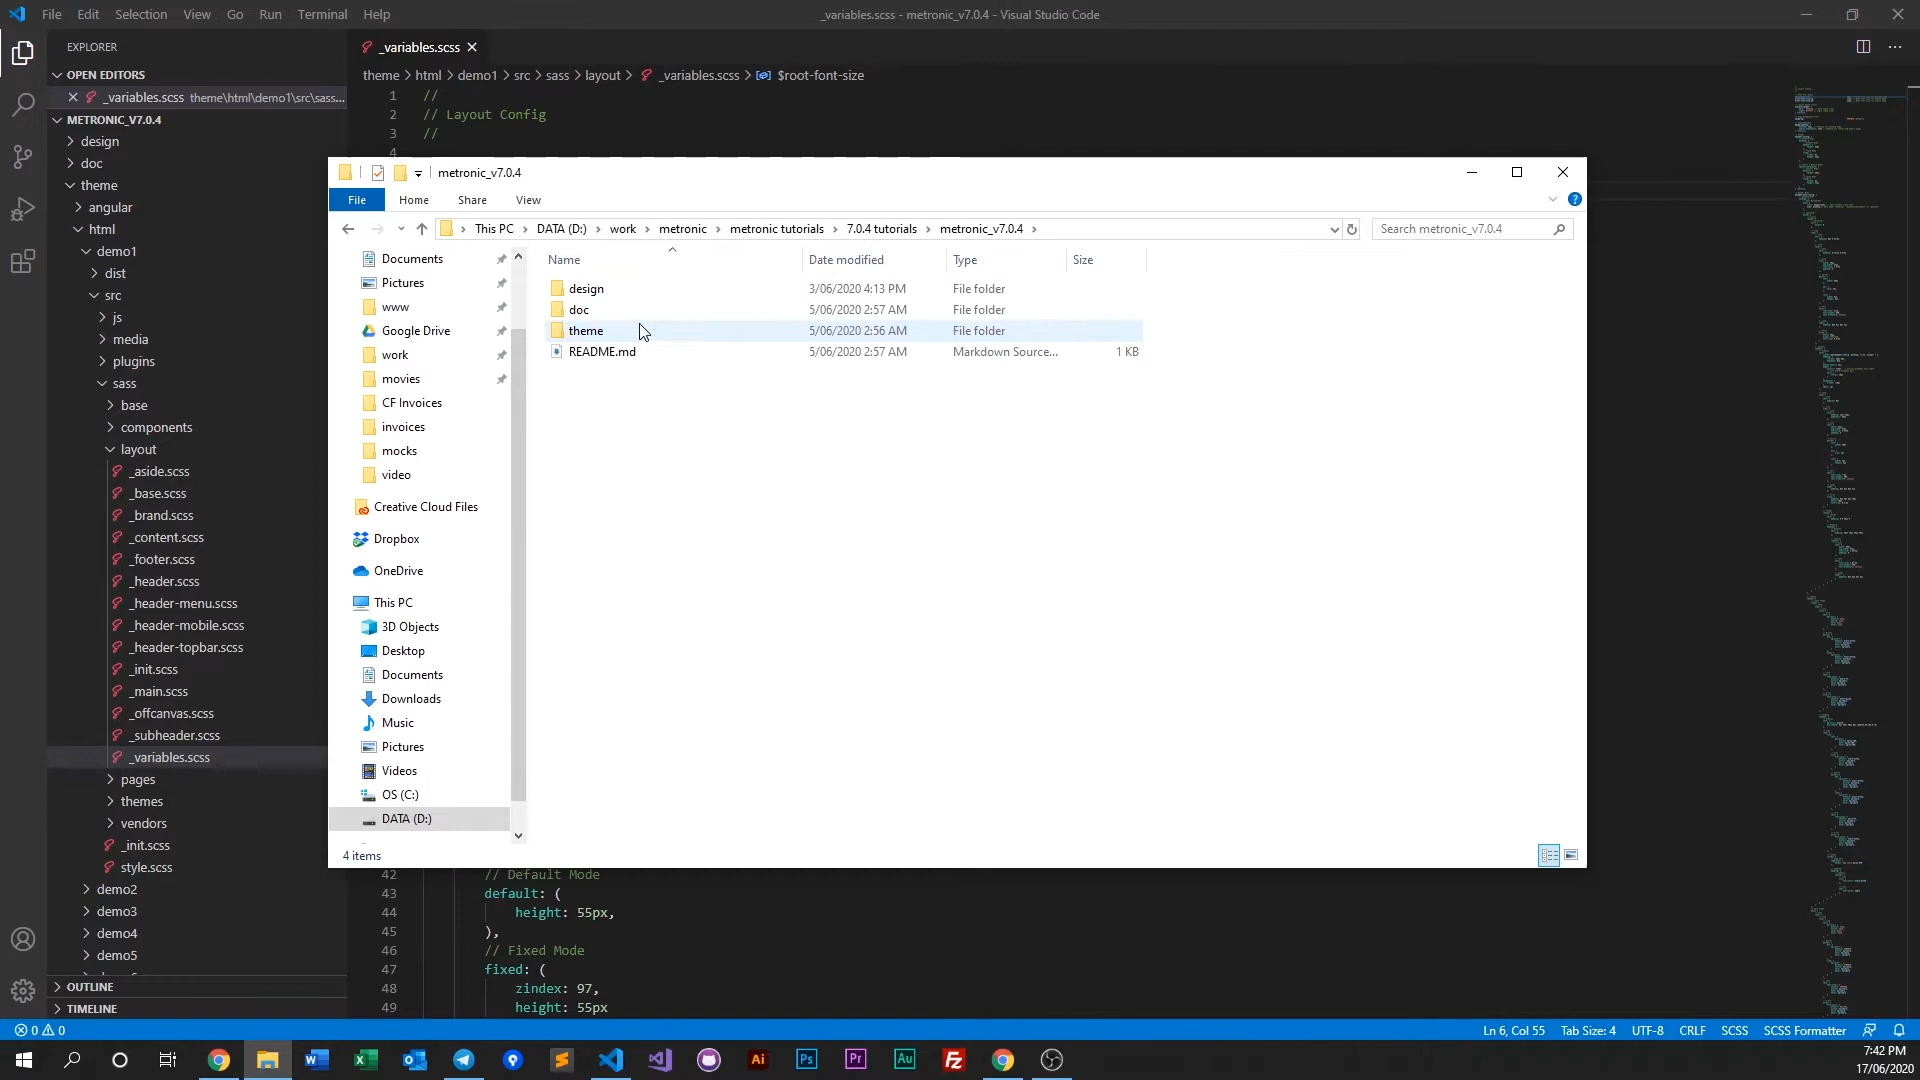 File Edit Selection View Go Run Terminal Help
_variables.scss - metronic_v7.0.4 - Visual Studio Code
EXPLORER
OPEN EDITORS
_variables.scss theme\html\demo1\src\sass...
METRONIC_V7.0.4
design
doc
theme
angular
html
demo1
dist
src
js
media
plugins
sass
base
components
layout
_aside.scss
_base.scss
_brand.scss
_content.scss
_footer.scss
_header.scss
_header-menu.scss
_header-mobile.scss
_header-topbar.scss
_init.scss
_main.scss
_offcanvas.scss
_subheader.scss
_variables.scss
pages
themes
vendors
_init.scss
style.scss
demo2
demo3
demo4
demo5
OUTLINE
TIMELINE
_variables.scss
theme > html > demo1 > src > sass > layout > _variables.scss > $root-font-size
1 //
2 // Layout Config
3 //
4
metronic_v7.0.4
File Home Share View
This PC > DATA (D:) > work > metronic > metronic tutorials > 7.0.4 tutorials > metronic_v7.0.4 >
Search metronic_v7.0.4
Documents
Pictures
www
Google Drive
work
movies
CF Invoices
invoices
mocks
video
Creative Cloud Files
Dropbox
OneDrive
This PC
3D Objects
Desktop
Documents
Downloads
Music
Pictures
Videos
OS (C:)
DATA (D:)
Name Date modified Type Size
design 3/06/2020 4:13 PM File folder
doc 5/06/2020 2:57 AM File folder
theme 5/06/2020 2:56 AM File folder
README.md 5/06/2020 2:57 AM Markdown Source... 1 KB
4 items
42 // Default Mode
43 default: (
44 height: 55px,
45 ),
46 // Fixed Mode
47 fixed: (
48 zindex: 97,
49 height: 55px
0 0
Ln 6, Col 55 Tab Size: 4 UTF-8 CRLF SCSS SCSS Formatter
7:42 PM
17/06/2020